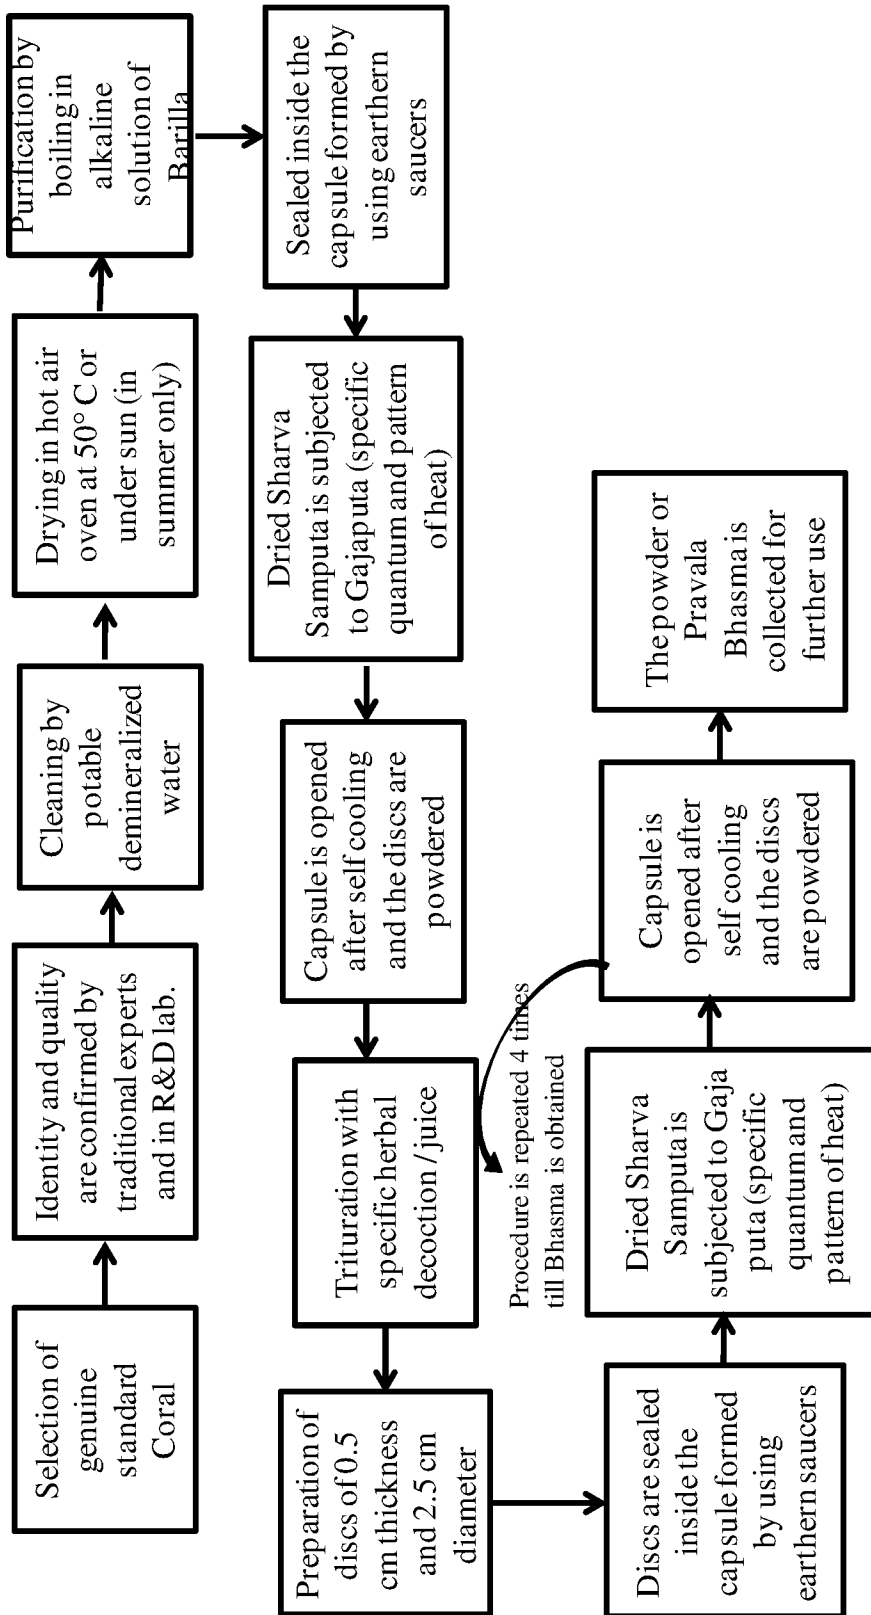 Selection of
genuine
standard
Coral
Identity and quality
are confirmed by
traditional experts
and in R&D lab.
Cleaning by
potable
demineralized
water
Drying in hot air
oven at 50° C or
under sun (in
summer only)
Purification by
boiling in
alkaline
solution of
Barilla
Sealed inside the
capsule formed by
using earthern
saucers
Dried Sharva
Samputa is subjected
to Gajaputa (specific
quantum and pattern
of heat)
Capsule is opened
after self cooling
and the discs are
powdered
Trituration with
specific herbal
decoction / juice
Preparation of
discs of 0.5
cm thickness
and 2.5 cm
diameter
Discs are sealed
inside the
capsule formed
by using
earthern saucers
Dried Sharva
Samputa is
subjected to Gaja
puta (specific
quantum and
pattern of heat)
Capsule is
opened after
self cooling
and the discs
are powdered
Procedure is repeated 4 times
till Bhasma is obtained
The powder or
Pravala
Bhasma is
collected for
further use